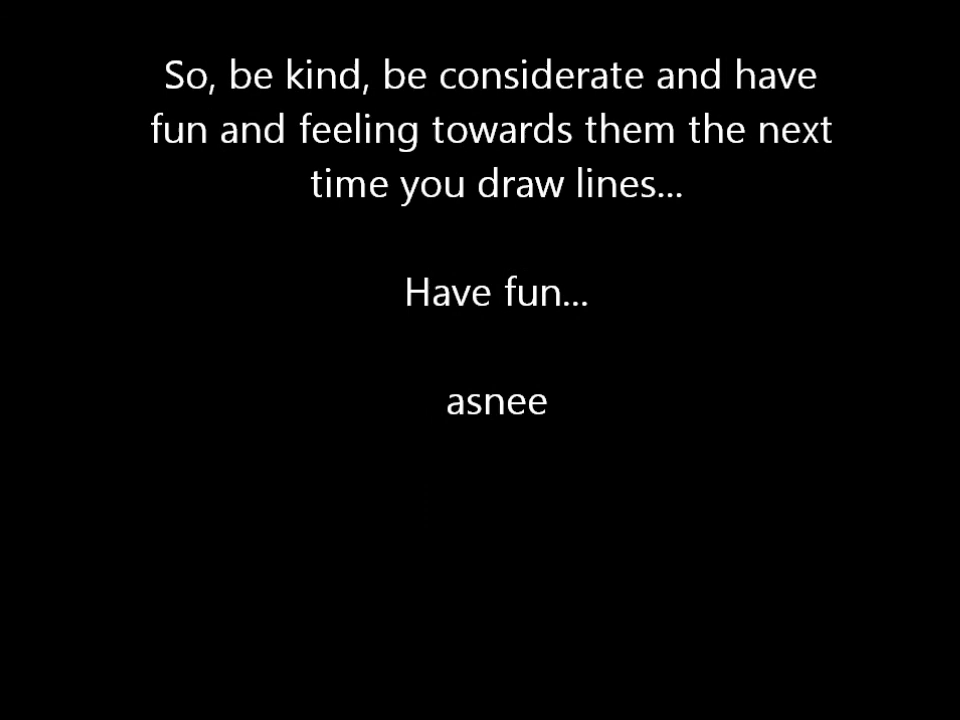 So, be kind, be considerate and have
fun and feeling towards them the next
time you draw lines...
Have fun...
asnee